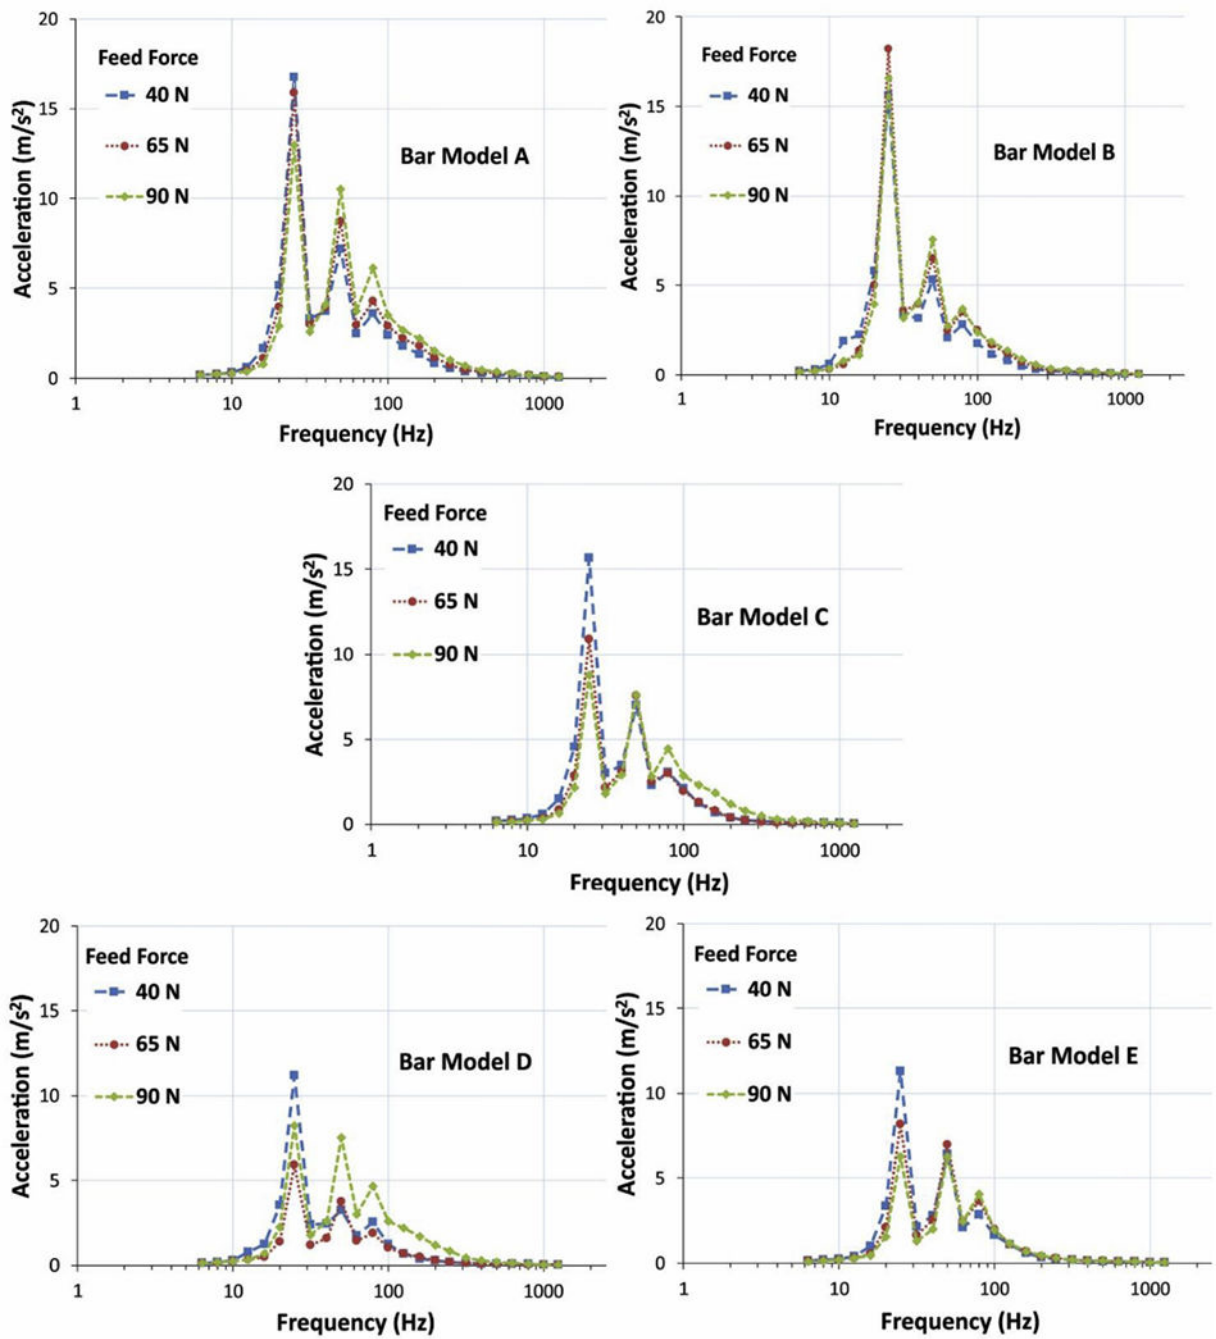 20
15
10
5
0
Acceleration (m/s²)
Feed Force
40 N
65 N
90 N
Bar Model A
1 10 100 1000
Frequency (Hz)
20
15
10
5
0
Acceleration (m/s²)
Feed Force
40 N
65 N
90 N
Bar Model B
1 10 100 1000
Frequency (Hz)
20
15
10
5
0
Acceleration (m/s²)
Feed Force
40 N
65 N
90 N
Bar Model C
1 10 100 1000
Frequency (Hz)
20
15
10
5
0
Acceleration (m/s²)
Feed Force
40 N
65 N
90 N
Bar Model D
1 10 100 1000
Frequency (Hz)
20
15
10
5
0
Acceleration (m/s²)
Feed Force
40 N
65 N
90 N
Bar Model E
1 10 100 1000
Frequency (Hz)